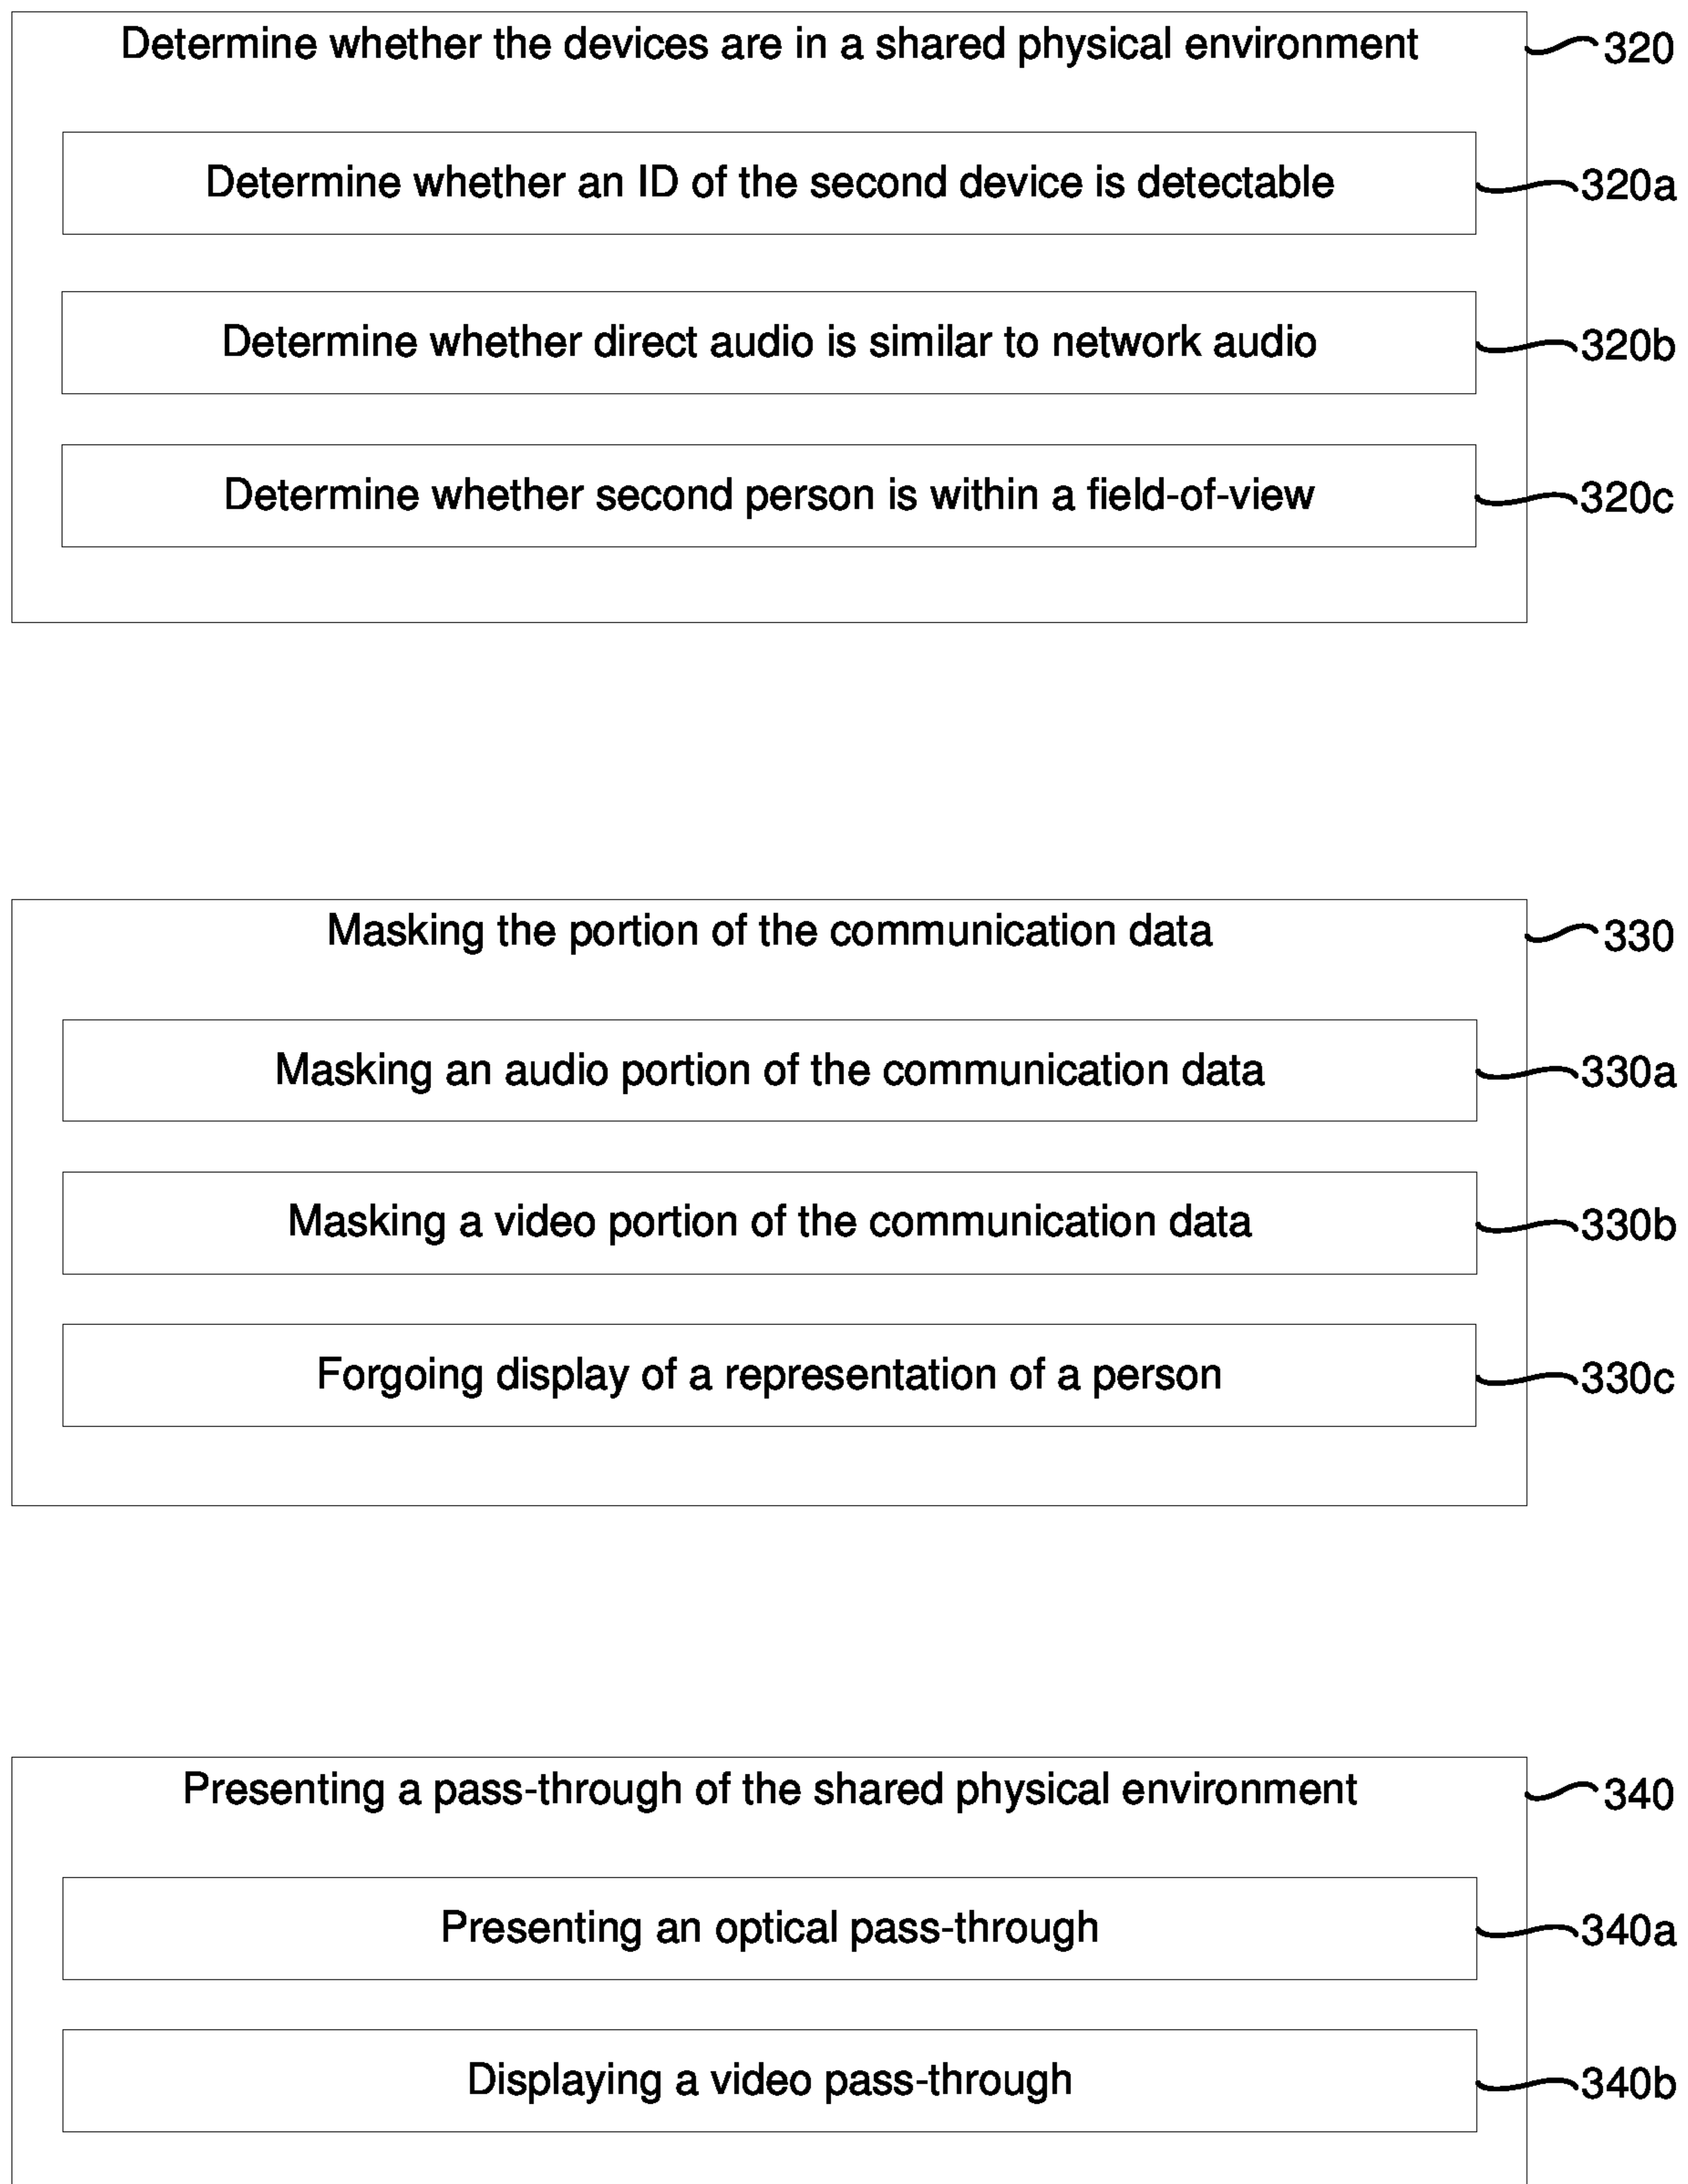 Determine whether the devices are in a shared physical environment 320
Determine whether an ID of the second device is detectable 320a
Determine whether direct audio is similar to network audio 320b
Determine whether second person is within a field-of-view 320c
Masking the portion of the communication data 330
Masking an audio portion of the communication data 330a
Masking a video portion of the communication data 330b
Forgoing display of a representation of a person 330c
Presenting a pass-through of the shared physical environment 340
Presenting an optical pass-through 340a
Displaying a video pass-through 340b